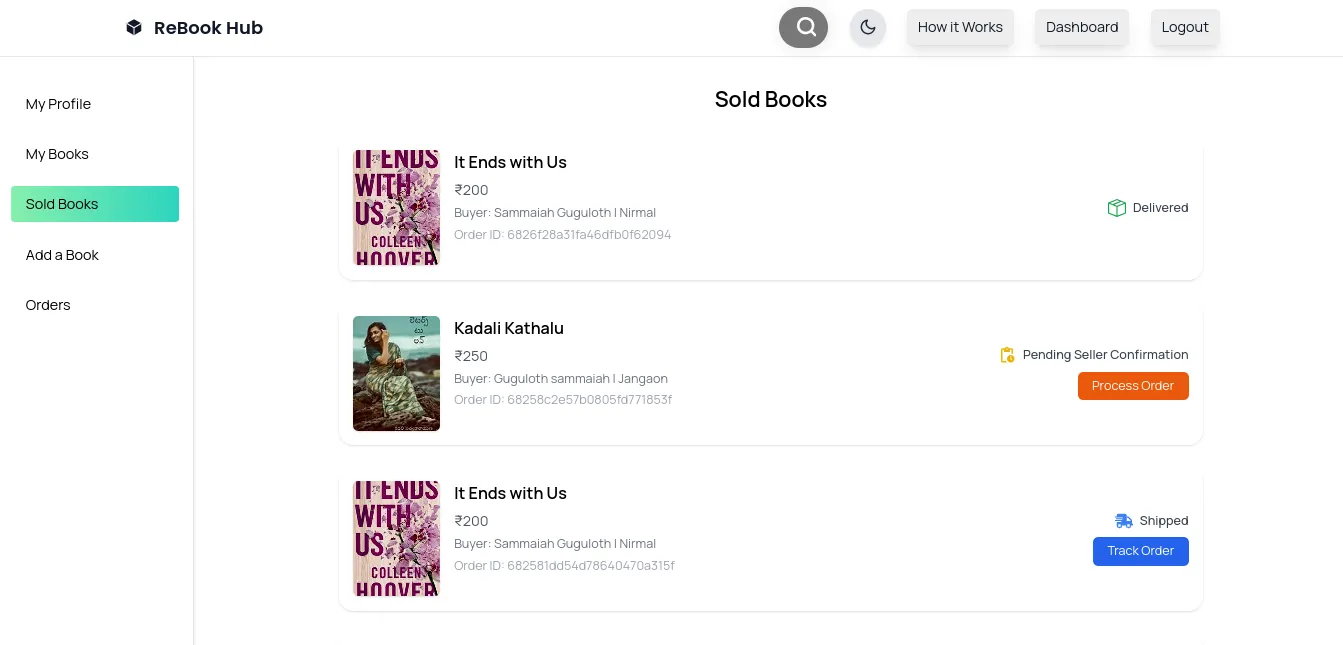 ReBook Hub
How it Works
Dashboard
Logout
My Profile
My Books
Sold Books
Add a Book
Orders
Sold Books
IT ENDS
WITH
US
COLLEEN
HOOVER
It Ends with Us
₹200
Buyer: Sammaiah Guguloth | Nirmal
Order ID: 6826f28a31fa46dfb0f62094
Delivered
Kadali Kathalu
₹250
Buyer: Guguloth sammaiah | Jangaon
Order ID: 68258c2e57b0805fd771853f
Pending Seller Confirmation
Process Order
IT ENDS
WITH
US
COLLEEN
HOOVER
It Ends with Us
₹200
Buyer: Sammaiah Guguloth | Nirmal
Order ID: 682581dd54d78640470a315f
Shipped
Track Order